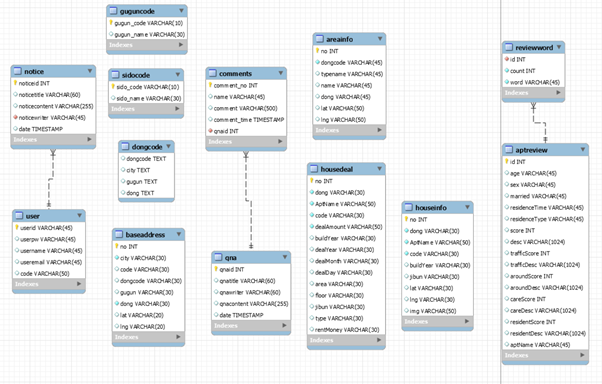 guguncode
gugun_code VARCHAR(10)
gugun_name VARCHAR(30)
Indexes
notice
noticeid INT
noticetitle VARCHAR(60)
noticecontent VARCHAR(255)
noticewriter VARCHAR(45)
date TIMESTAMP
Indexes
sidocode
sido_code VARCHAR(10)
sido_name VARCHAR(30)
Indexes
comments
comment_no INT
name VARCHAR(45)
comment VARCHAR(500)
comment_time TIMESTAMP
qnaid INT
Indexes
areainfo
no INT
dongcode VARCHAR(45)
typename VARCHAR(45)
name VARCHAR(45)
dong VARCHAR(45)
lat VARCHAR(50)
lng VARCHAR(50)
Indexes
reviewword
id INT
count INT
word VARCHAR(45)
Indexes
dongcode
dongcode TEXT
city TEXT
gugun TEXT
dong TEXT
Indexes
user
userid VARCHAR(45)
userpw VARCHAR(45)
username VARCHAR(45)
useremail VARCHAR(45)
code VARCHAR(50)
Indexes
baseaddress
no INT
city VARCHAR(30)
code VARCHAR(30)
dongcode VARCHAR(30)
gugun VARCHAR(30)
dong VARCHAR(30)
lat VARCHAR(20)
lng VARCHAR(20)
Indexes
qna
qnaid INT
qnatitle VARCHAR(60)
qnawriter VARCHAR(60)
qnacontent VARCHAR(255)
date TIMESTAMP
Indexes
housedeal
no INT
dong VARCHAR(30)
AptName VARCHAR(50)
code VARCHAR(30)
dealAmount VARCHAR(50)
buildYear VARCHAR(30)
dealYear VARCHAR(30)
dealMonth VARCHAR(30)
dealDay VARCHAR(30)
area VARCHAR(30)
floor VARCHAR(30)
jibun VARCHAR(30)
type VARCHAR(30)
rentMoney VARCHAR(30)
Indexes
houseinfo
no INT
dong VARCHAR(30)
AptName VARCHAR(50)
code VARCHAR(30)
buildYear VARCHAR(30)
jibun VARCHAR(30)
lat VARCHAR(30)
lng VARCHAR(30)
img VARCHAR(50)
Indexes
aptreview
id INT
age VARCHAR(45)
sex VARCHAR(45)
married VARCHAR(45)
residenceTime VARCHAR(45)
residenceType VARCHAR(45)
score INT
desc VARCHAR(1024)
trafficScore INT
trafficDesc VARCHAR(1024)
aroundScore INT
aroundDesc VARCHAR(1024)
careScore INT
careDesc VARCHAR(1024)
residentScore INT
residentDesc VARCHAR(1024)
aptName VARCHAR(45)
Indexes